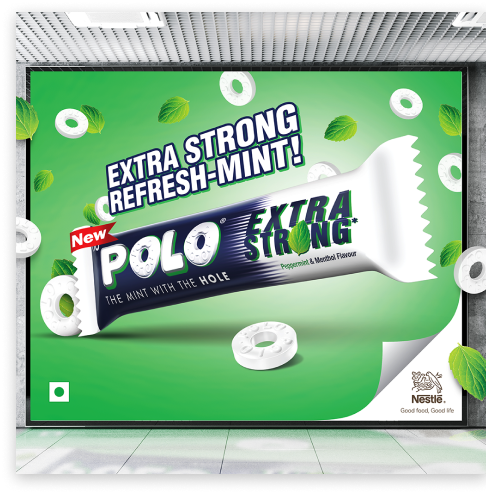 EXTRA STRONG
REFRESH-MINT!
New
POLO®
EXTRA
STRONG*
Peppermint & Menthol Flavour
THE MINT WITH THE HOLE
Nestlé®
Good food, Good life